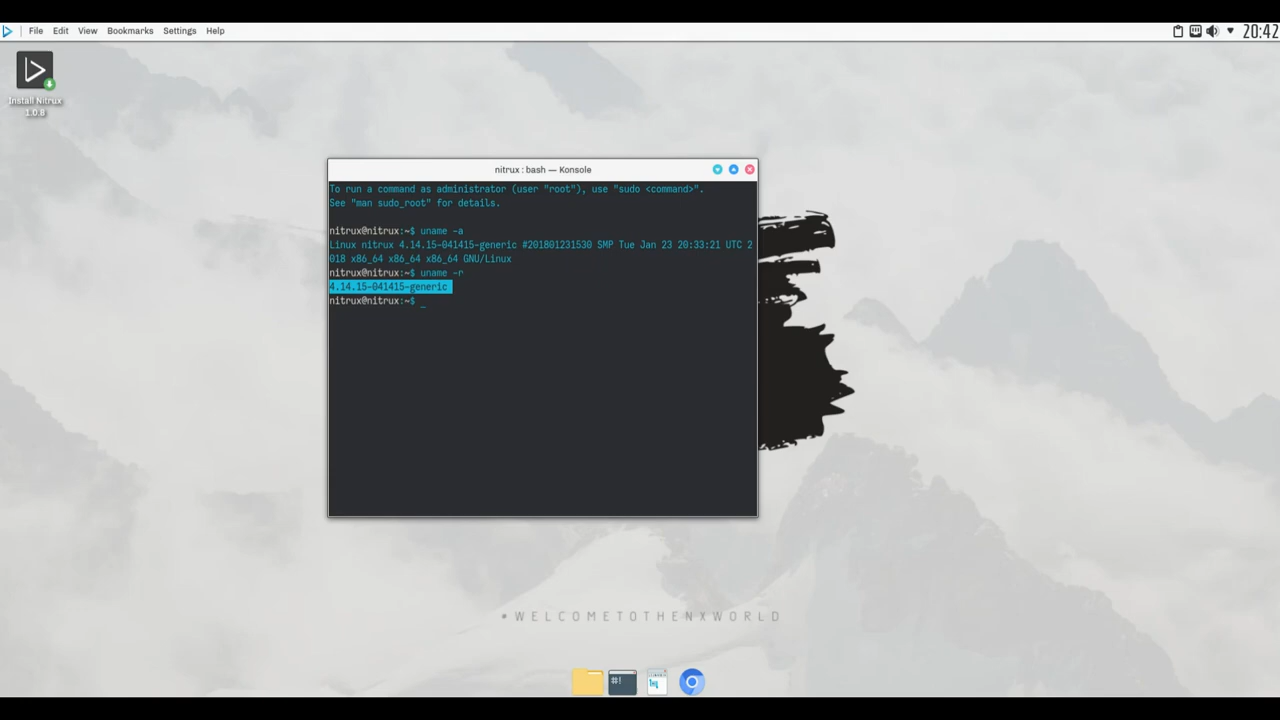 File Edit View Bookmarks Settings Help
20:42
Install Nitrux
1.0.8
nitrux : bash — Konsole
To run a command as administrator (user "root"), use "sudo <command>".
See "man sudo_root" for details.
nitrux@nitrux:~$ uname -a
Linux nitrux 4.14.15-041415-generic #201801231530 SMP Tue Jan 23 20:33:21 UTC 2
018 x86_64 x86_64 x86_64 GNU/Linux
nitrux@nitrux:~$ uname -r
4.14.15-041415-generic
nitrux@nitrux:~$ _
•WELCOMETOTHENXWORLD
#!